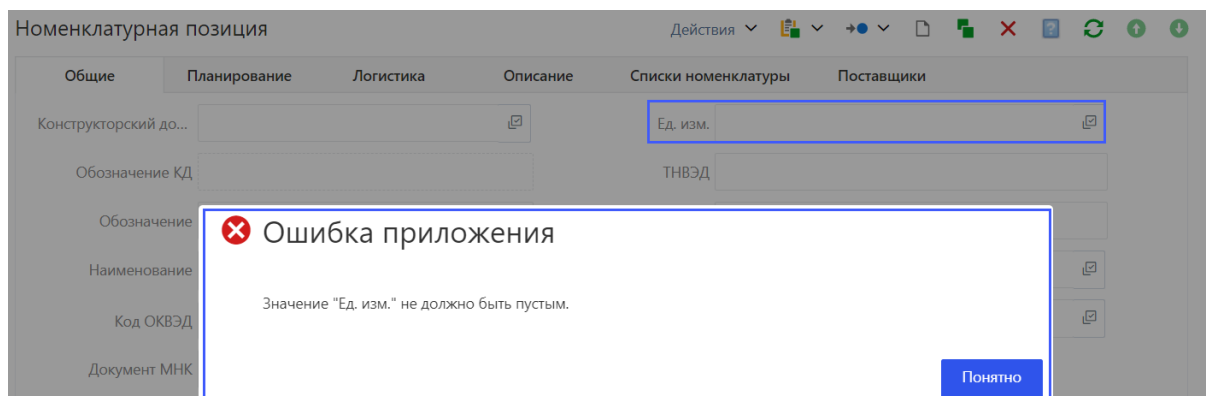 Номенклатурная позиция
Действия
Общие Планирование Логистика Описание Списки номенклатуры Поставщики
Конструкторский до... Ед. изм.
Обозначение КД ТНВЭД
Обозначение
Ошибка приложения
Наименование
Значение "Ед. изм." не должно быть пустым.
Код ОКВЭД
Документ МНК
Понятно